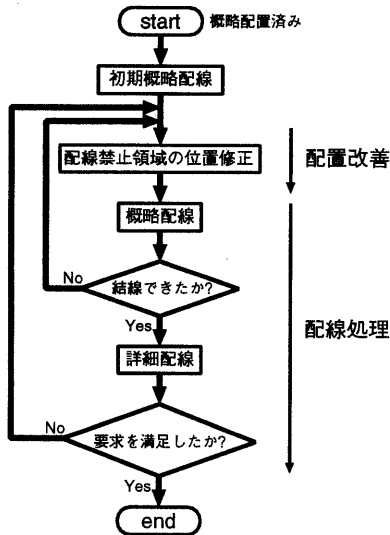 start 概略配置済み
初期概略配線
配線禁止領域の位置修正
配置改善
概略配線
No
結線できたか?
Yes
配線処理
詳細配線
No
要求を満足したか?
Yes
end